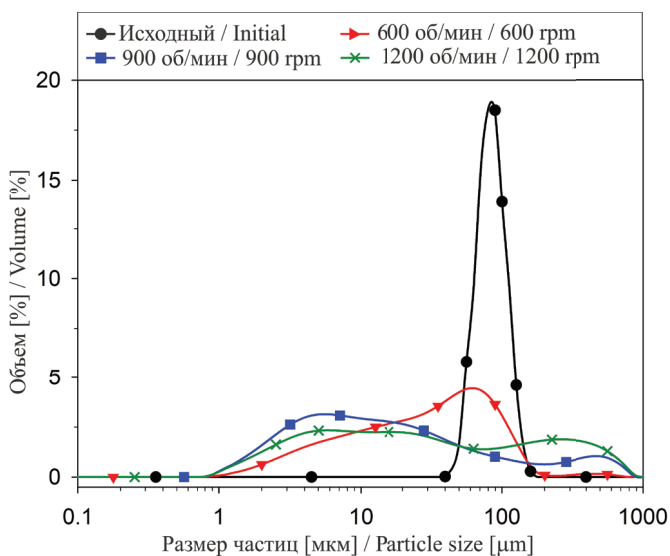 Исходный / Initial
600 об/мин / 600 rpm
900 об/мин / 900 rpm
1200 об/мин / 1200 rpm
Объем [%] / Volume [%]
20
15
10
5
0
0.1 1 10 100 1000
Размер частиц [мкм] / Particle size [µm]